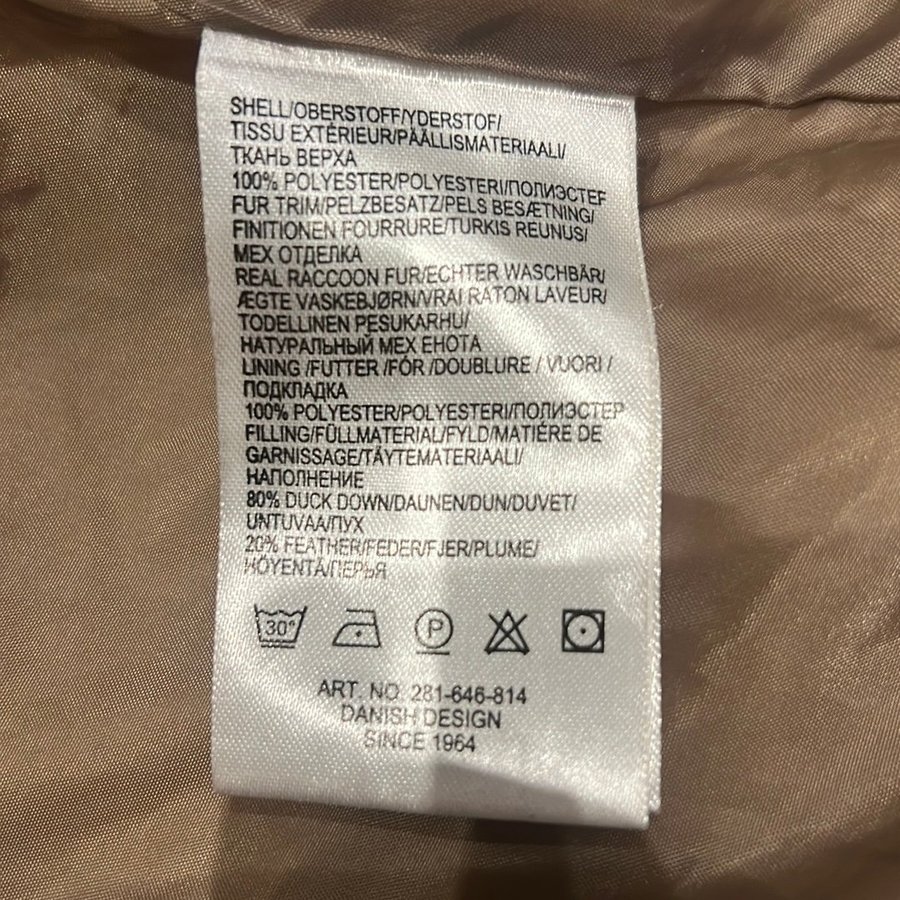 SHELL/OBERSTOFF/YDERSTOF/
TISSU EXTÉRIEUR/PÄÄLLISMATERIAALI/
ТКАНЬ ВЕРХА
100% POLYESTER/POLYESTERI/ПОЛИЭСТЕР
FUR TRIM/PELZBESATZ/PELS BESÆTNING/
FINITIONEN FOURRURE/TURKIS REUNUS/
МЕХ ОТДЕЛКА
REAL RACCOON FUR/ECHTER WASCHBÄR/
ÆGTE VASKEBJØRN/VRAI RATON LAVEUR/
TODELLINEN PESUKARHU/
НАТУРАЛЬНЫЙ МЕХ ЕНОТА
LINING /FUTTER /FÓR /DOUBLURE / VUORI /
ПОДКЛАДКА
100% POLYESTER/POLYESTERI/ПОЛИЭСТЕР
FILLING/FÜLLMATERIAL/FYLD/MATIÉRE DE
GARNISSAGE/TÄYTEMATERIAALI/
НАПОЛНЕНИЕ
80% DUCK DOWN/DAUNEN/DUN/DUVET/
UNTUVAA/ПУХ
20% FEATHER/FEDER/FJER/PLUME/
HÖYENTÄ/ПЕРЬЯ
30° P
ART. NO. 281-646-814
DANISH DESIGN
SINCE 1964